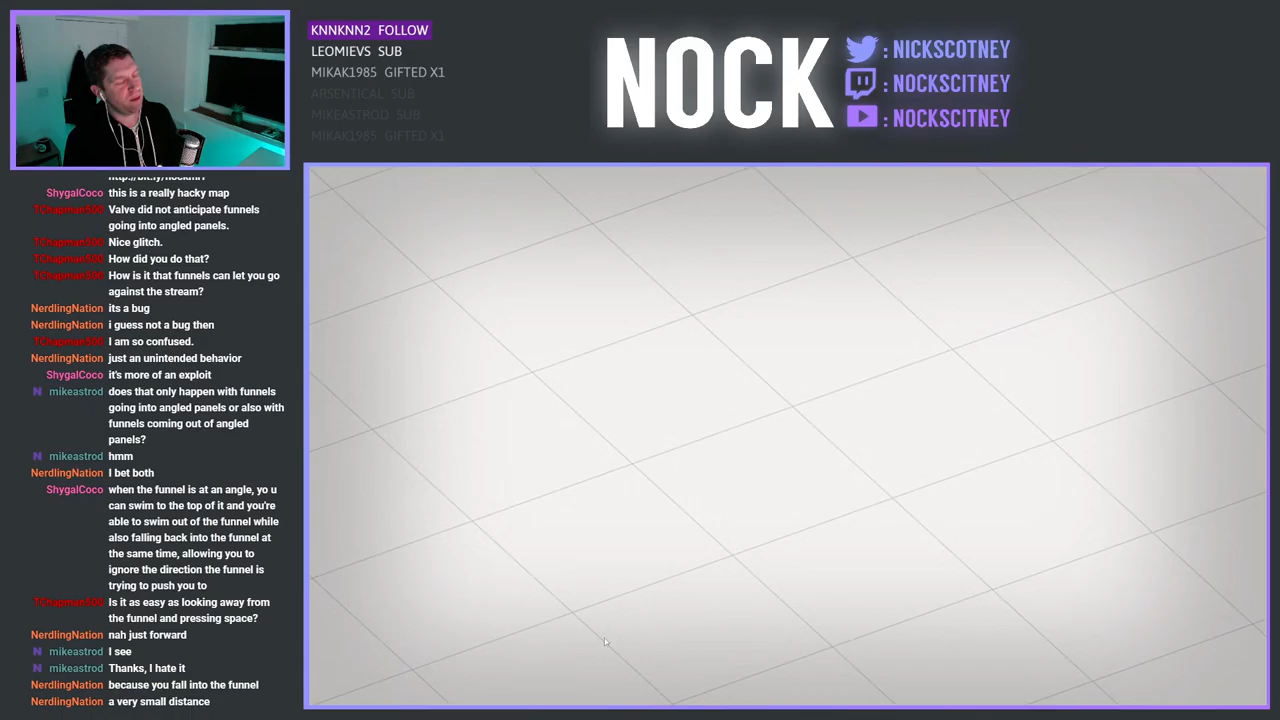 KNNKNN2 FOLLOW
LEOMIEVS SUB
MIKAK1985 GIFTED X1
ARSENTICAL SUB
MIKEASTROD SUB
MIKAK1985 GIFTED X1
NOCK
: NICKSCOTNEY
: NOCKSCITNEY
: NOCKSCITNEY
ShygalCoco this is a really hacky map
TChapman500 Valve did not anticipate funnels
going into angled panels.
TChapman500 Nice glitch.
TChapman500 How did you do that?
TChapman500 How is it that funnels can let you go
against the stream?
NerdlingNation its a bug
NerdlingNation i guess not a bug then
TChapman500 I am so confused.
NerdlingNation just an unintended behavior
ShygalCoco it's more of an exploit
N mikeastrod does that only happen with funnels
going into angled panels or also with
funnels coming out of angled
panels?
N mikeastrod hmm
NerdlingNation I bet both
ShygalCoco when the funnel is at an angle, yo u
can swim to the top of it and you're
able to swim out of the funnel while
also falling back into the funnel at
the same time, allowing you to
ignore the direction the funnel is
trying to push you to
TChapman500 Is it as easy as looking away from
the funnel and pressing space?
NerdlingNation nah just forward
N mikeastrod I see
N mikeastrod Thanks, I hate it
NerdlingNation because you fall into the funnel
NerdlingNation a very small distance